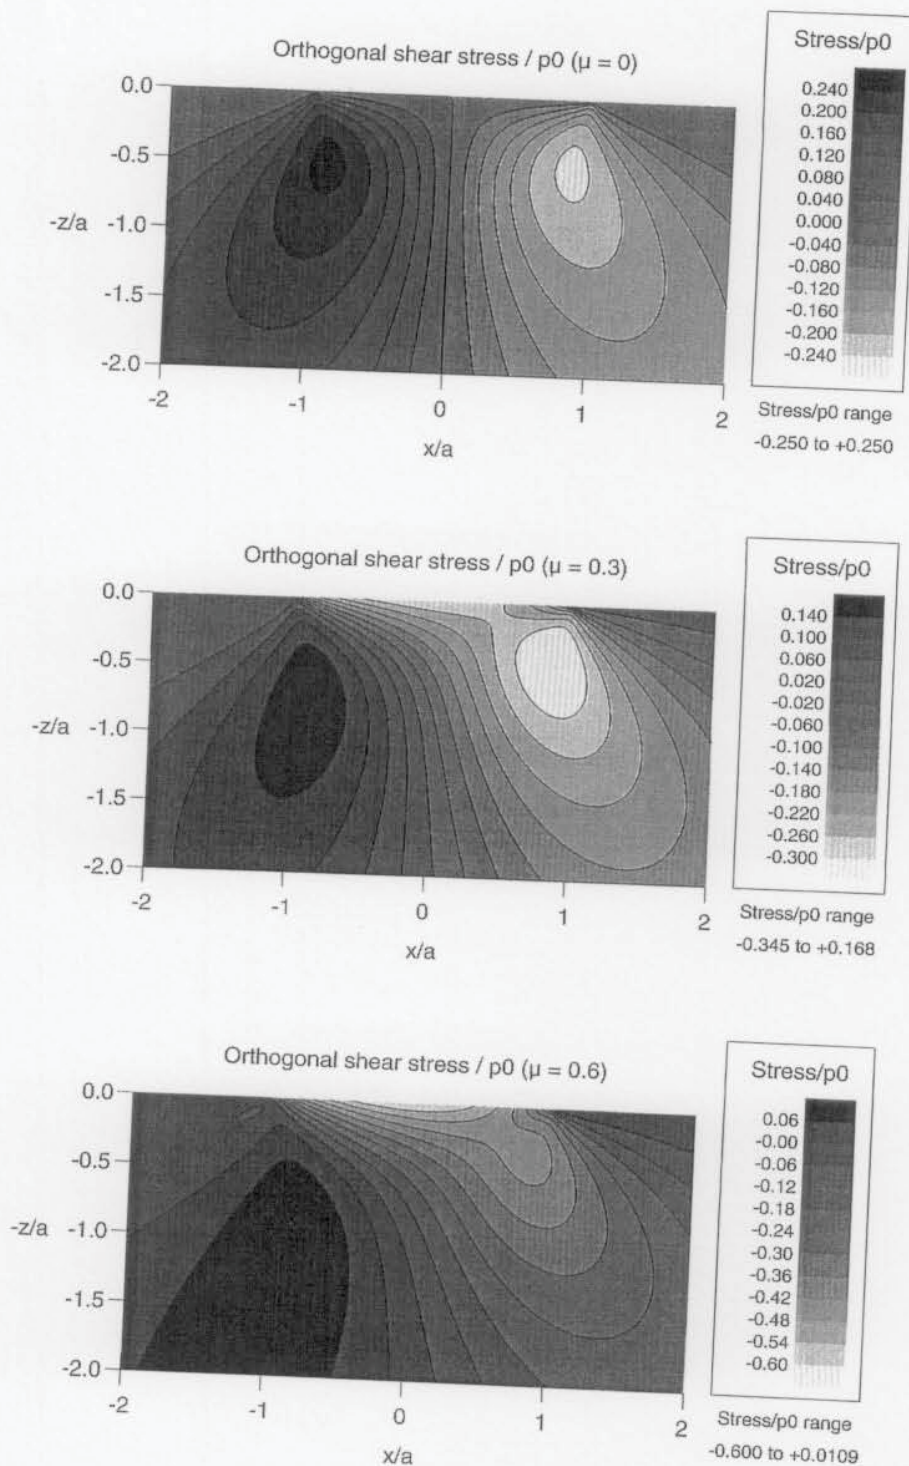 Orthogonal shear stress / p0 (μ = 0)
0.0
-0.5
-z/a -1.0
-1.5
-2.0
-2 -1 0 1 2
x/a
Stress/p0
0.240
0.200
0.160
0.120
0.080
0.040
0.000
-0.040
-0.080
-0.120
-0.160
-0.200
-0.240
Stress/p0 range
-0.250 to +0.250
Orthogonal shear stress / p0 (μ = 0.3)
0.0
-0.5
-z/a -1.0
-1.5
-2.0
-2 -1 0 1 2
x/a
Stress/p0
0.140
0.100
0.060
0.020
-0.020
-0.060
-0.100
-0.140
-0.180
-0.220
-0.260
-0.300
Stress/p0 range
-0.345 to +0.168
Orthogonal shear stress / p0 (μ = 0.6)
0.0
-0.5
-z/a -1.0
-1.5
-2.0
-2 -1 0 1 2
x/a
Stress/p0
0.06
-0.00
-0.06
-0.12
-0.18
-0.24
-0.30
-0.36
-0.42
-0.48
-0.54
-0.60
Stress/p0 range
-0.600 to +0.0109